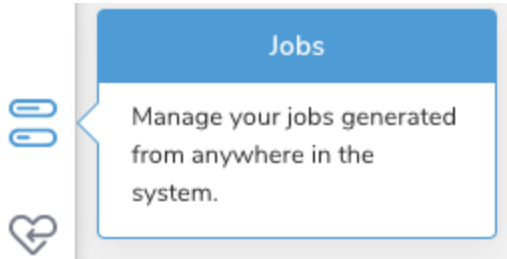 Jobs
Manage your jobs generated
from anywhere in the
system.